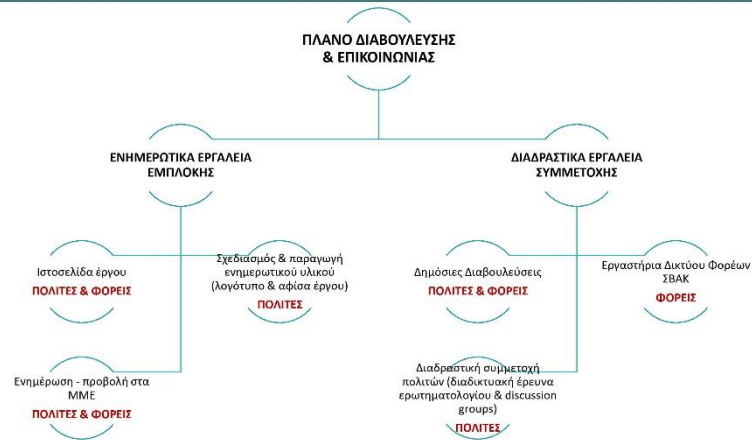 ΠΛΑΝΟ ΔΙΑΒΟΥΛΕΥΣΗΣ
& ΕΠΙΚΟΙΝΩΝΙΑΣ
ΕΝΗΜΕΡΩΤΙΚΑ ΕΡΓΑΛΕΙΑ
ΕΜΠΛΟΚΗΣ
ΔΙΑΔΡΑΣΤΙΚΑ ΕΡΓΑΛΕΙΑ
ΣΥΜΜΕΤΟΧΗΣ
Ιστοσελίδα έργου
ΠΟΛΙΤΕΣ & ΦΟΡΕΙΣ
Σχεδιασμός & παραγωγή
ενημερωτικού υλικού
(λογότυπο & αφίσα έργου)
ΠΟΛΙΤΕΣ
Δημόσιες Διαβουλεύσεις
ΠΟΛΙΤΕΣ & ΦΟΡΕΙΣ
Εργαστήρια Δικτύου Φορέων
ΣΒΑΚ
ΦΟΡΕΙΣ
Ενημέρωση - προβολή στα
ΜΜΕ
ΠΟΛΙΤΕΣ & ΦΟΡΕΙΣ
Διαδραστική συμμετοχή
πολιτών (διαδικτυακή έρευνα
ερωτηματολογίου & discussion
groups)
ΠΟΛΙΤΕΣ